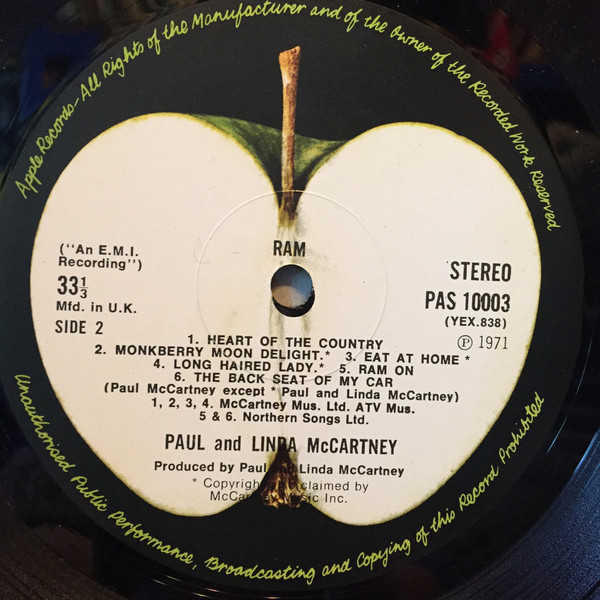 Apple Records-All Rights of the Manufacturer and of the Owner of the Recorded Work Reserved
RAM
("An E.M.I.
Recording")
33⅓
Mfd. in U.K.
SIDE 2
STEREO
PAS 10003
(YEX.838)
Ⓟ 1971
1. HEART OF THE COUNTRY
2. MONKBERRY MOON DELIGHT.* 3. EAT AT HOME *
4. LONG HAIRED LADY.* 5. RAM ON
6. THE BACK SEAT OF MY CAR
(Paul McCartney except * Paul and Linda McCartney)
1, 2, 3, 4. McCartney Mus. Ltd. ATV Mus.
5 & 6. Northern Songs Ltd.
PAUL and LINDA McCARTNEY
Produced by Paul and Linda McCartney
* Copyright claimed by
McCartney Music Inc.
Unauthorised Public Performance, Broadcasting and Copying of this Record Prohibited